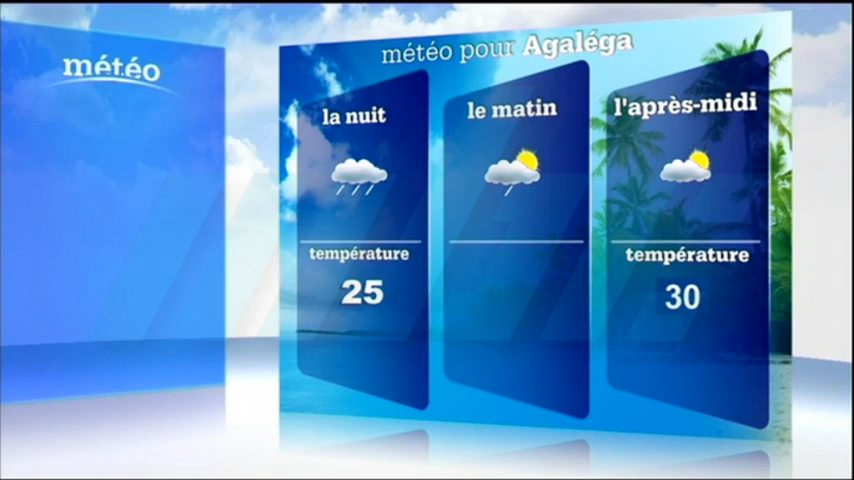 météo
météo pour Agaléga
la nuit
le matin
l'après-midi
température
température
25
30